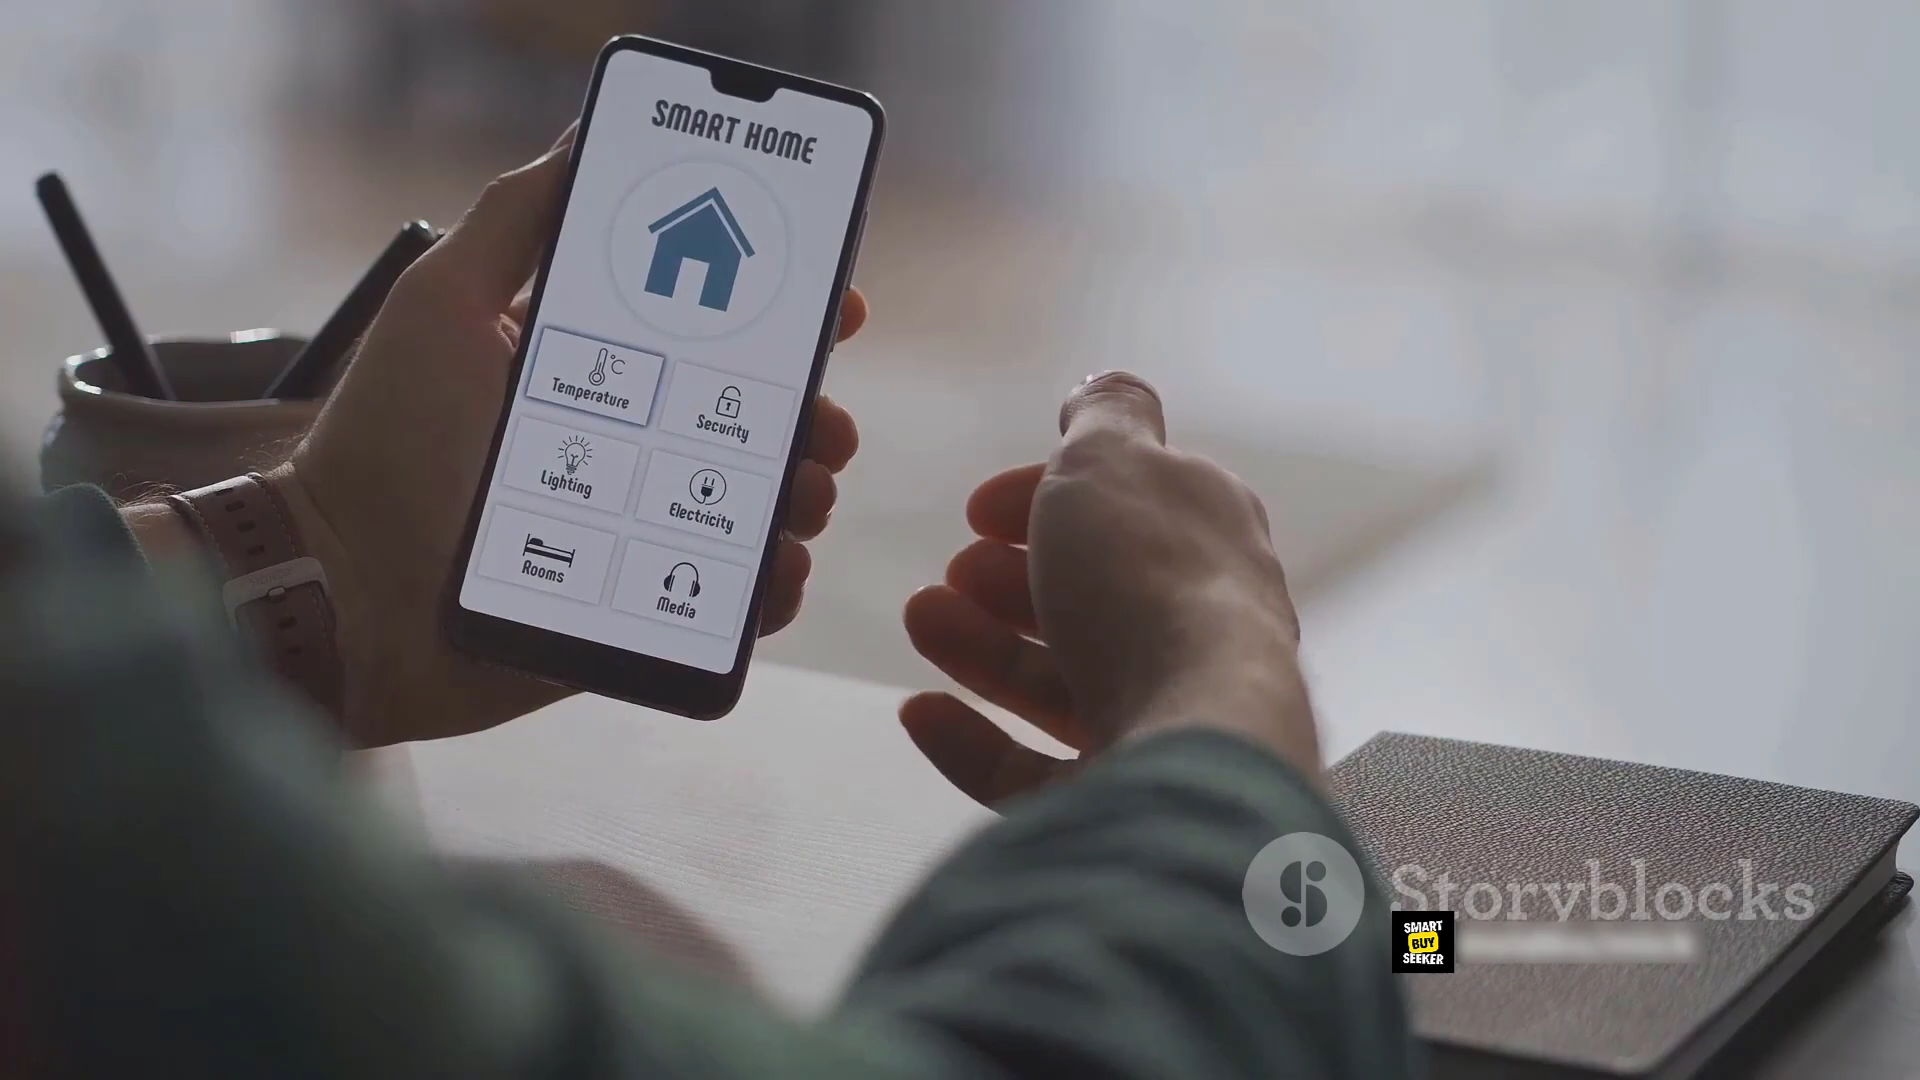 SMART HOME
°C
Temperature
Security
Lighting
Electricity
Rooms
Media
Storyblocks
SMART
BUY
SEEKER